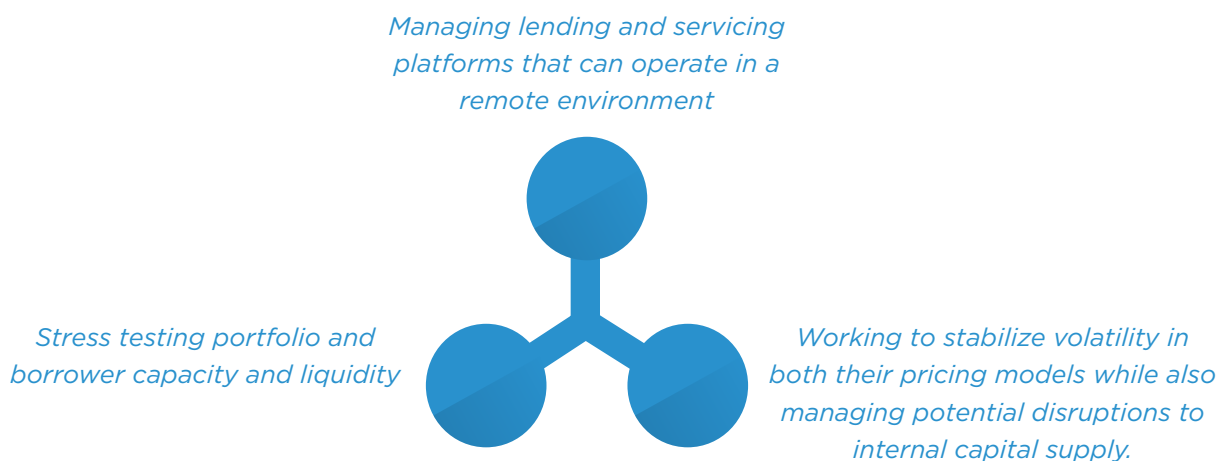 Managing lending and servicing
platforms that can operate in a
remote environment
Stress testing portfolio and
borrower capacity and liquidity
Working to stabilize volatility in
both their pricing models while also
managing potential disruptions to
internal capital supply.